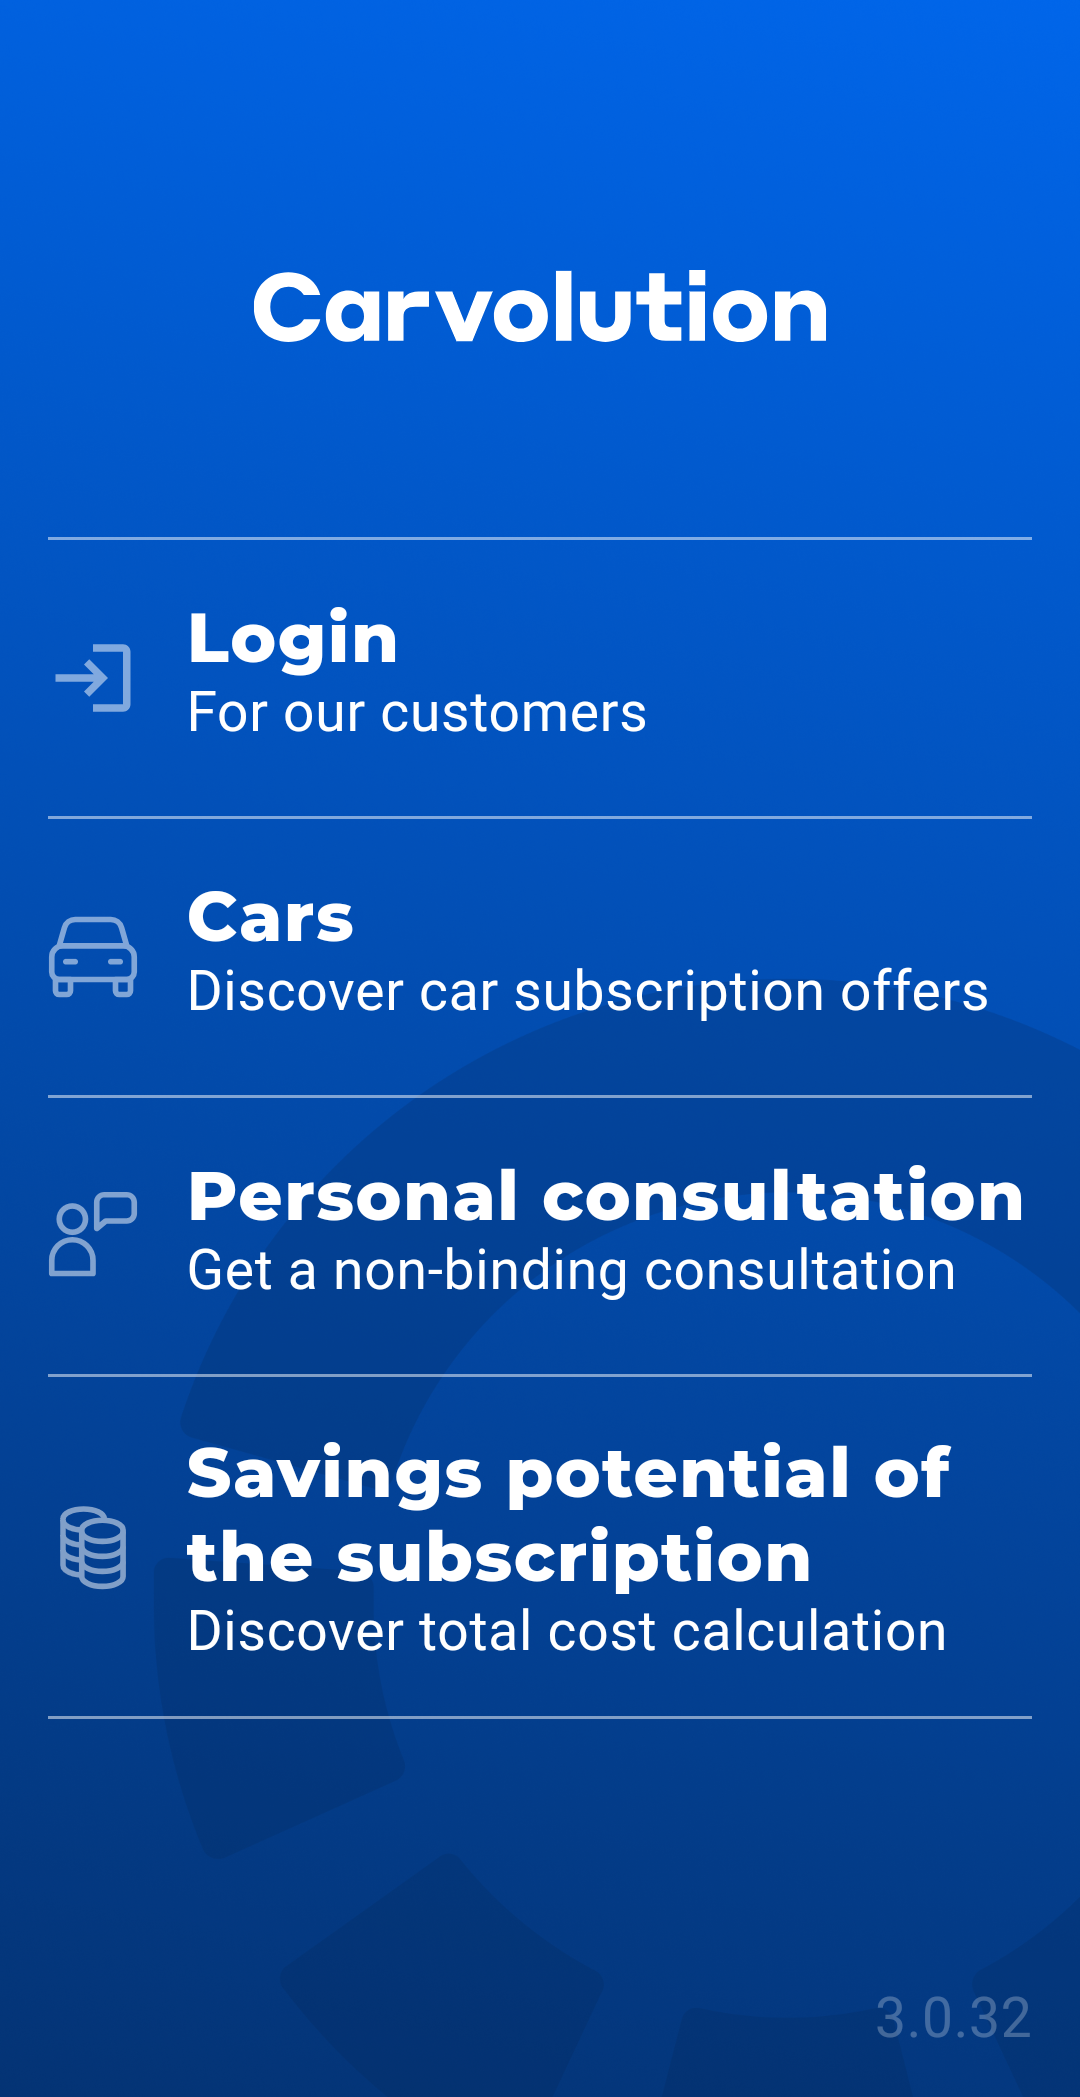 Carvolution
Login
For our customers
Cars
Discover car subscription offers
Personal consultation
Get a non-binding consultation
Savings potential of
the subscription
Discover total cost calculation
3.0.32